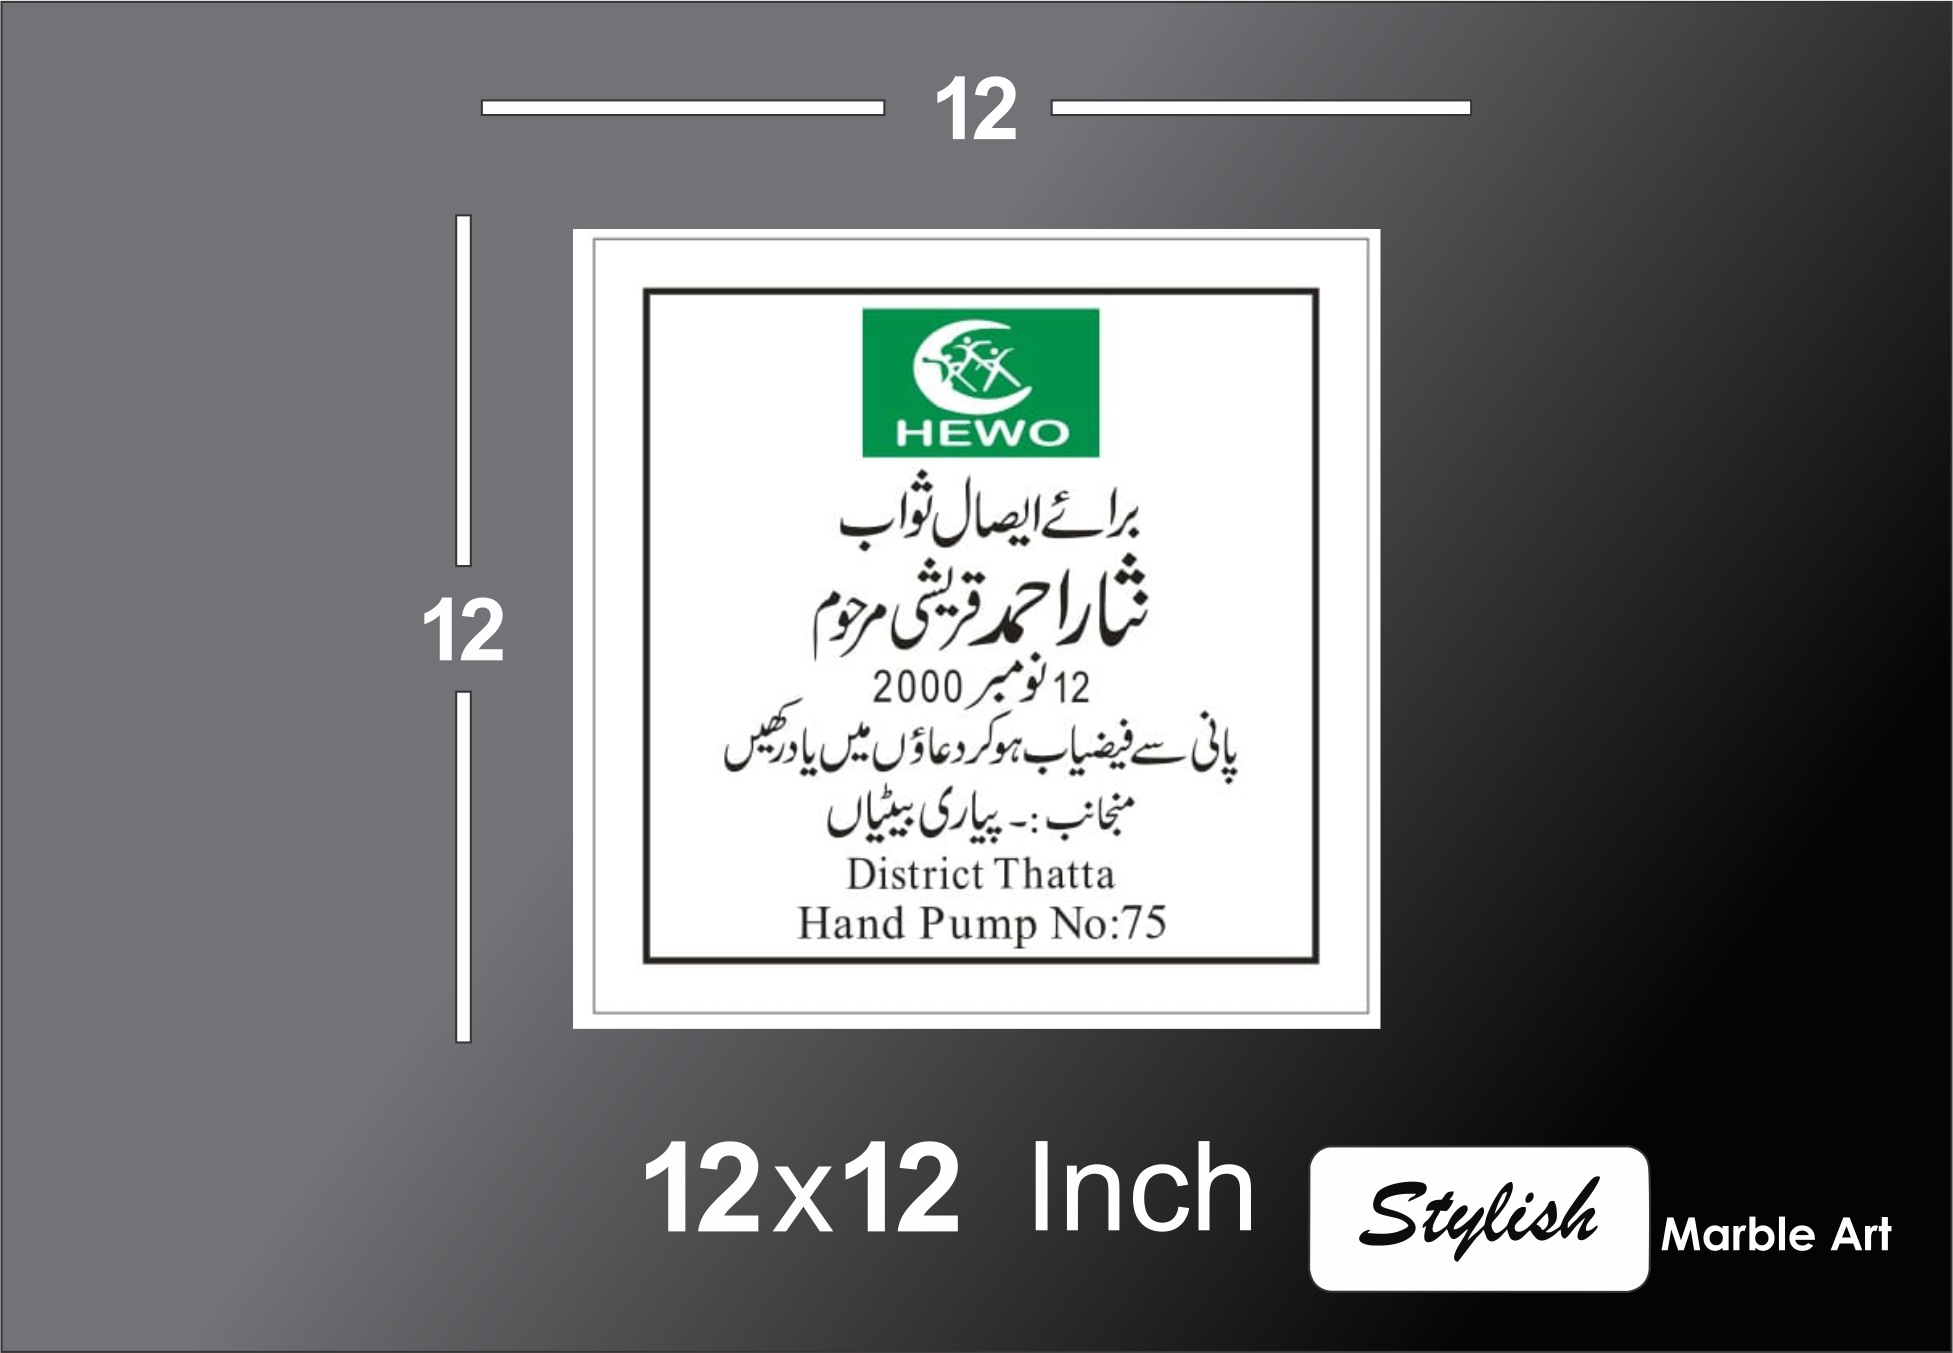 12
12
HEWO
برائے ایصال ثواب
نثار احمد قریشی مرحوم
12 نومبر 2000
پانی سے فیضیاب ہو کر دعاؤں میں یاد رکھیں
منجانب :۔ پیاری بیٹیاں
District Thatta
Hand Pump No:75
12x12 Inch
Stylish Marble Art